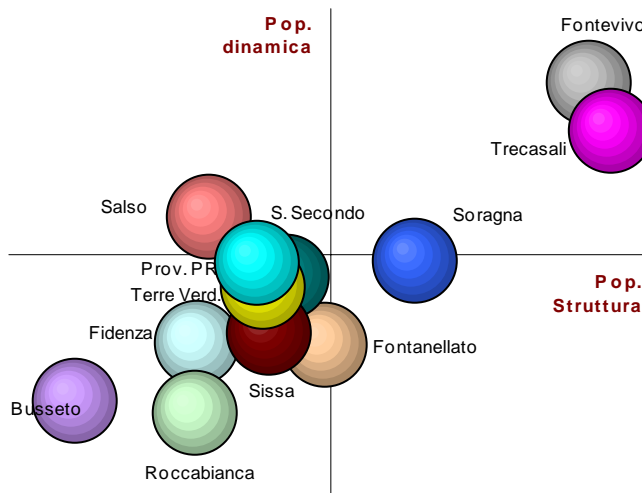 Fontevivo
Pop.
dinamica
Trecasali
Salso
S. Secondo
Soragna
Prov. PR
Pop.
Struttura
Terre Verd.
Fidenza
Fontanellato
Sissa
Busseto
Roccabianca